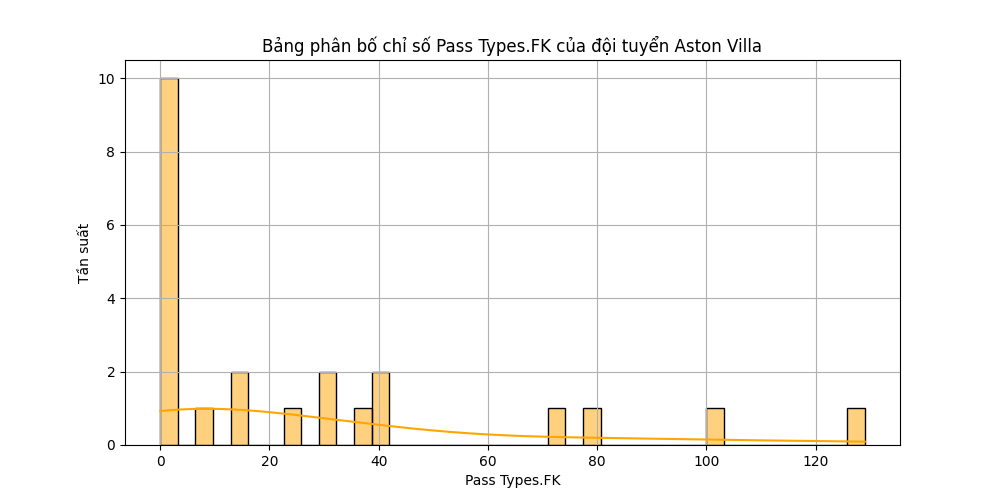 Bảng phân bố chỉ số Pass Types.FK của đội tuyển Aston Villa
10
8
6
4
2
0
Tần suất
0 20 40 60 80 100 120
Pass Types.FK